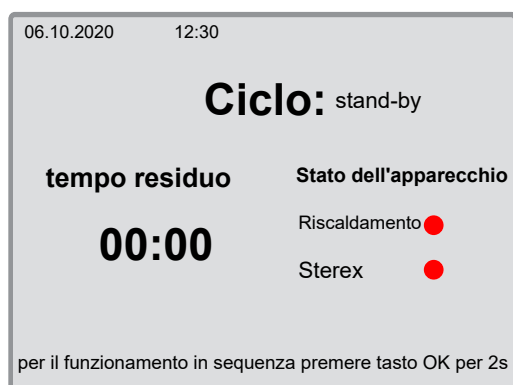 06.10.2020 12:30
Ciclo: stand-by
tempo residuo
00:00
Stato dell'apparecchio
Riscaldamento
Sterex
per il funzionamento in sequenza premere tasto OK per 2s